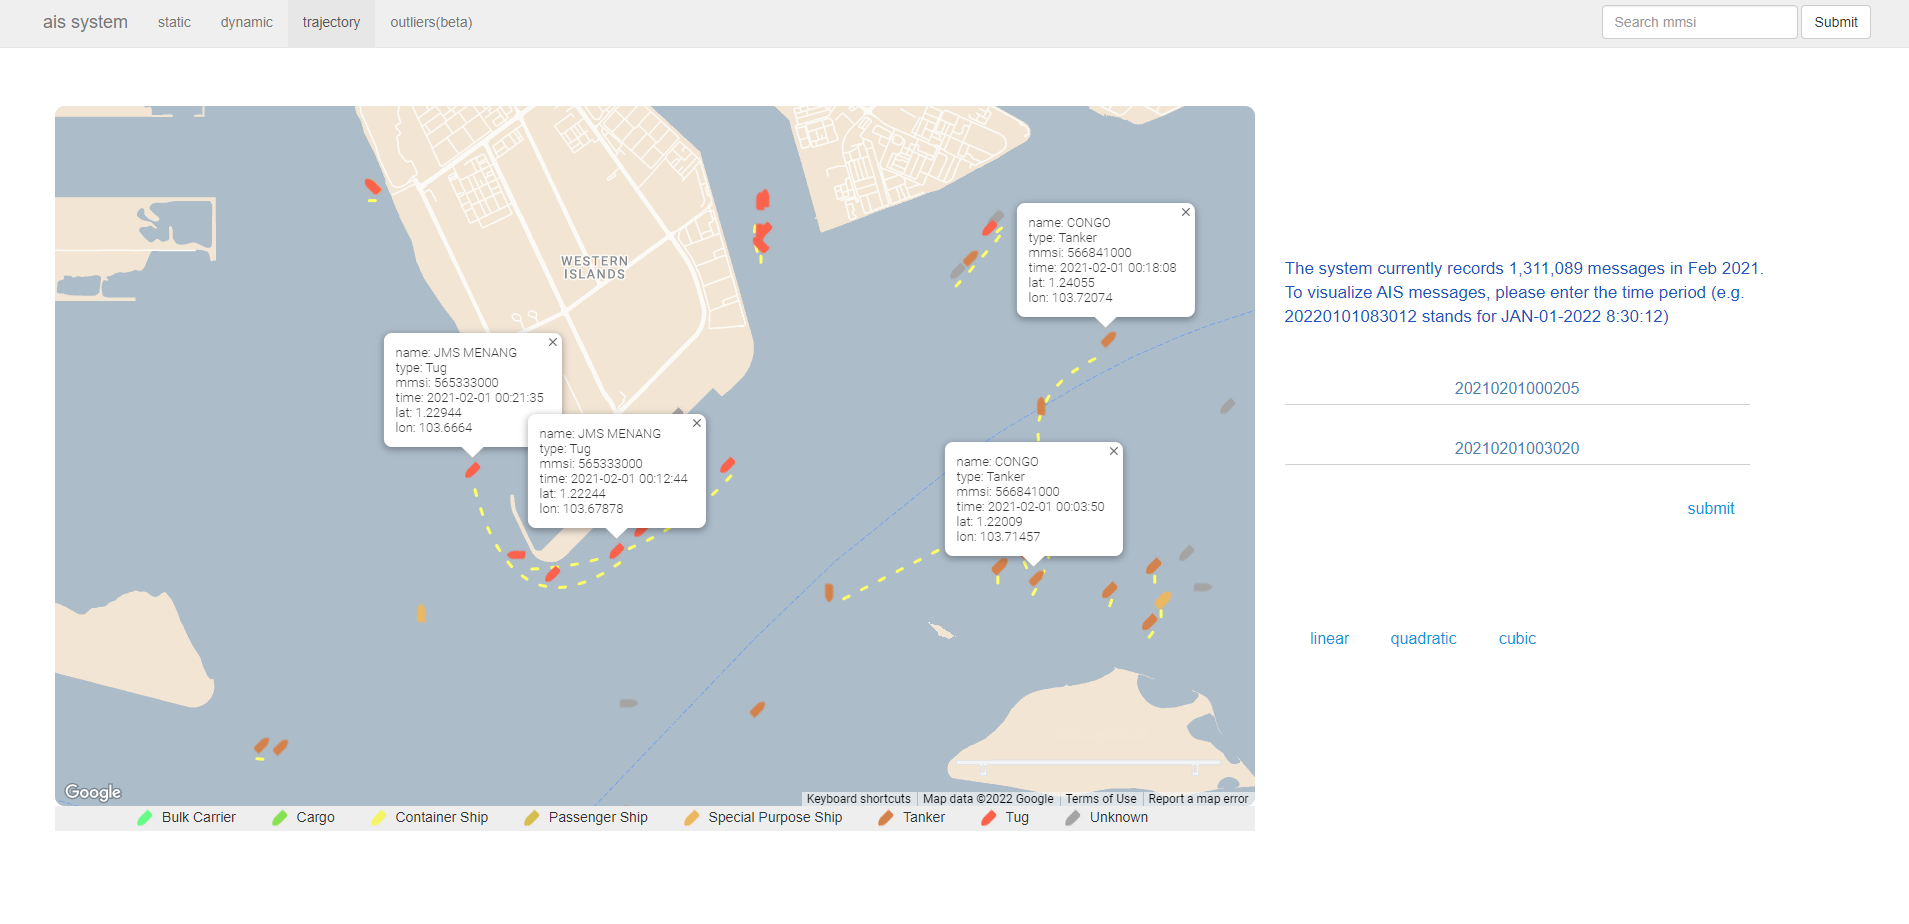 ais system
static
dynamic
trajectory
outliers(beta)
Search mmsi
Submit
WESTERN
ISLANDS
name: CONGO
type: Tanker
mmsi: 566841000
time: 2021-02-01 00:18:08
lat: 1.24055
lon: 103.72074
name: JMS MENANG
type: Tug
mmsi: 565333000
time: 2021-02-01 00:21:35
lat: 1.22944
lon: 103.6664
name: JMS MENANG
type: Tug
mmsi: 565333000
time: 2021-02-01 00:12:44
lat: 1.22244
lon: 103.67878
name: CONGO
type: Tanker
mmsi: 566841000
time: 2021-02-01 00:03:50
lat: 1.22009
lon: 103.71457
Google
Keyboard shortcuts
Map data ©2022 Google
Terms of Use
Report a map error
Bulk Carrier
Cargo
Container Ship
Passenger Ship
Special Purpose Ship
Tanker
Tug
Unknown
The system currently records 1,311,089 messages in Feb 2021.
To visualize AIS messages, please enter the time period (e.g.
20220101083012 stands for JAN-01-2022 8:30:12)
20210201000205
20210201003020
submit
linear
quadratic
cubic